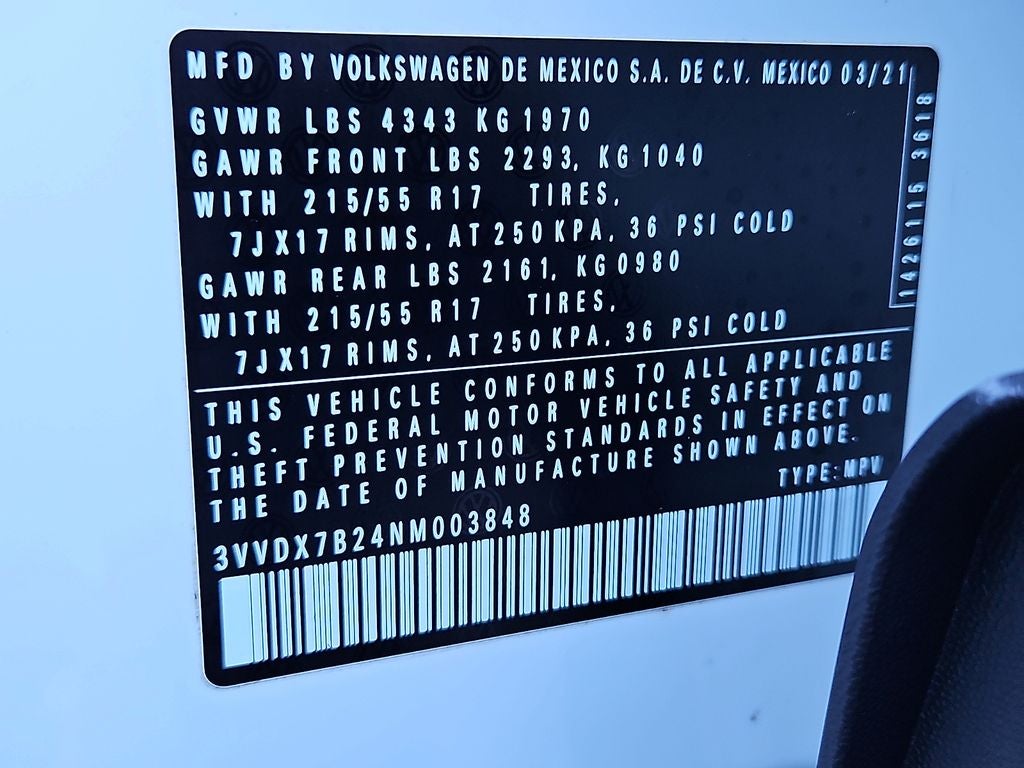 MFD BY VOLKSWAGEN DE MEXICO S.A. DE C.V. MEXICO 03/21
GVWR LBS 4343 KG 1970
GAWR FRONT LBS 2293, KG 1040
WITH 215/55 R17 TIRES,
7JX17 RIMS, AT 250 KPA, 36 PSI COLD
GAWR REAR LBS 2161, KG 0980
WITH 215/55 R17 TIRES,
7JX17 RIMS, AT 250 KPA, 36 PSI COLD
1426115 3618
THIS VEHICLE CONFORMS TO ALL APPLICABLE
U.S. FEDERAL MOTOR VEHICLE SAFETY AND
THEFT PREVENTION STANDARDS IN EFFECT ON
THE DATE OF MANUFACTURE SHOWN ABOVE.
TYPE: MPV
3VVDX7B24NM003848